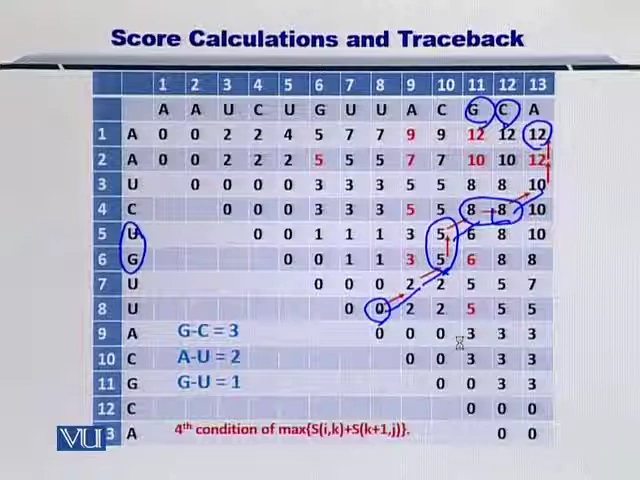 Score Calculations and Traceback
1 2 3 4 5 6 7 8 9 10 11 12 13
A A U C U G U U A C G C A
1 A 0 0 2 2 4 5 7 7 9 9 12 12 12
2 A 0 0 2 2 2 5 5 5 7 7 10 10 12
3 U 0 0 0 0 3 3 3 5 5 8 8 10
4 C 0 0 0 3 3 3 5 5 8 8 10
5 U 0 0 1 1 1 3 5 6 8 10
6 G 0 0 1 1 3 5 6 8 8
7 U 0 0 0 2 2 5 5 7
8 U 0 0 2 2 5 5 5
9 A G-C = 3 0 0 0 3 3 3
10 C A-U = 2 0 0 3 3 3
11 G G-U = 1 0 0 3 3
12 C 0 0 0
VU 3 A 4th condition of max{S(i,k)+S(k+1,j)}. 0 0